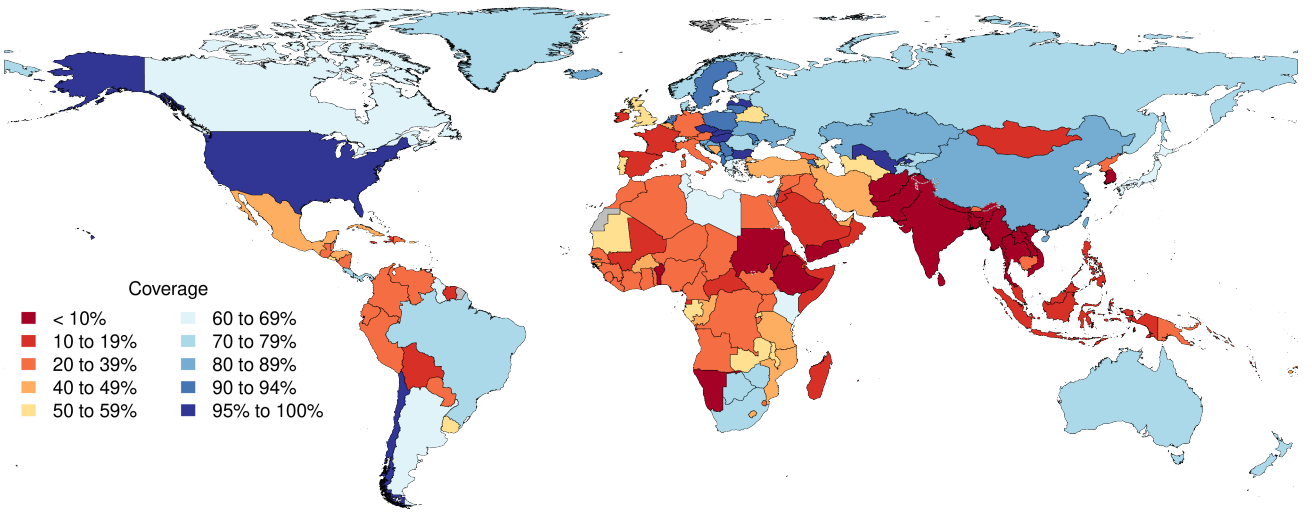 Coverage
< 10%
10 to 19%
20 to 39%
40 to 49%
50 to 59%
60 to 69%
70 to 79%
80 to 89%
90 to 94%
95% to 100%